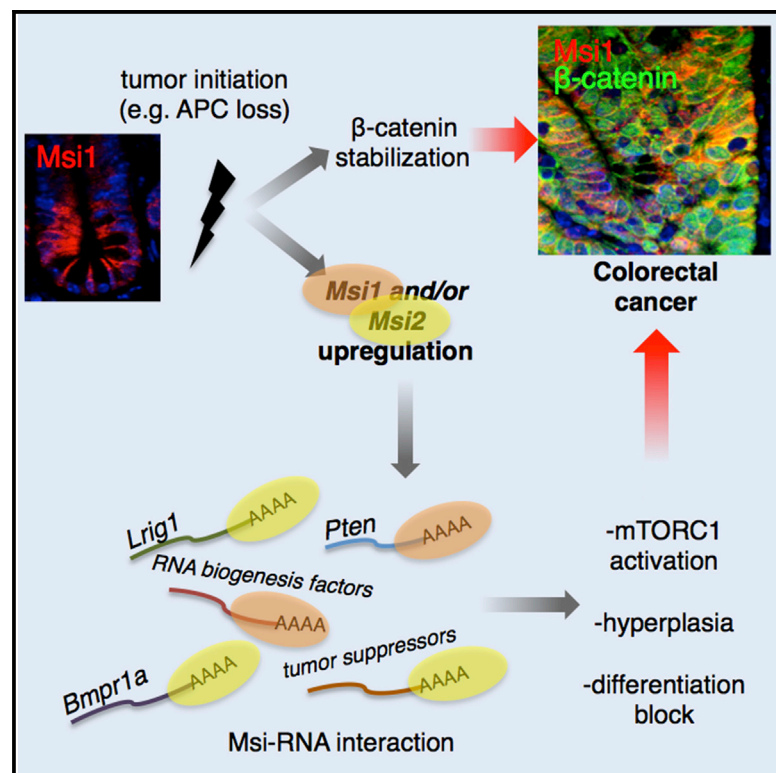 tumor initiation
(e.g. APC loss)
Msi1
β-catenin
stabilization
Msi1
β-catenin
Colorectal
cancer
Msi1 and/or
Msi2
upregulation
Lrig1
AAAA
Pten
AAAA
RNA biogenesis factors
AAAA
Bmpr1a
AAAA
tumor suppressors
AAAA
Msi-RNA interaction
-mTORC1
activation
-hyperplasia
-differentiation
block